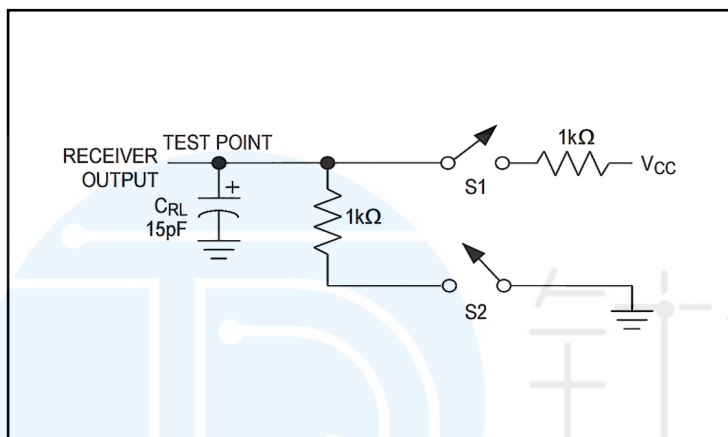 TEST POINT
RECEIVER
OUTPUT
CRL
15pF
1kΩ
S1
1kΩ
VCC
S2